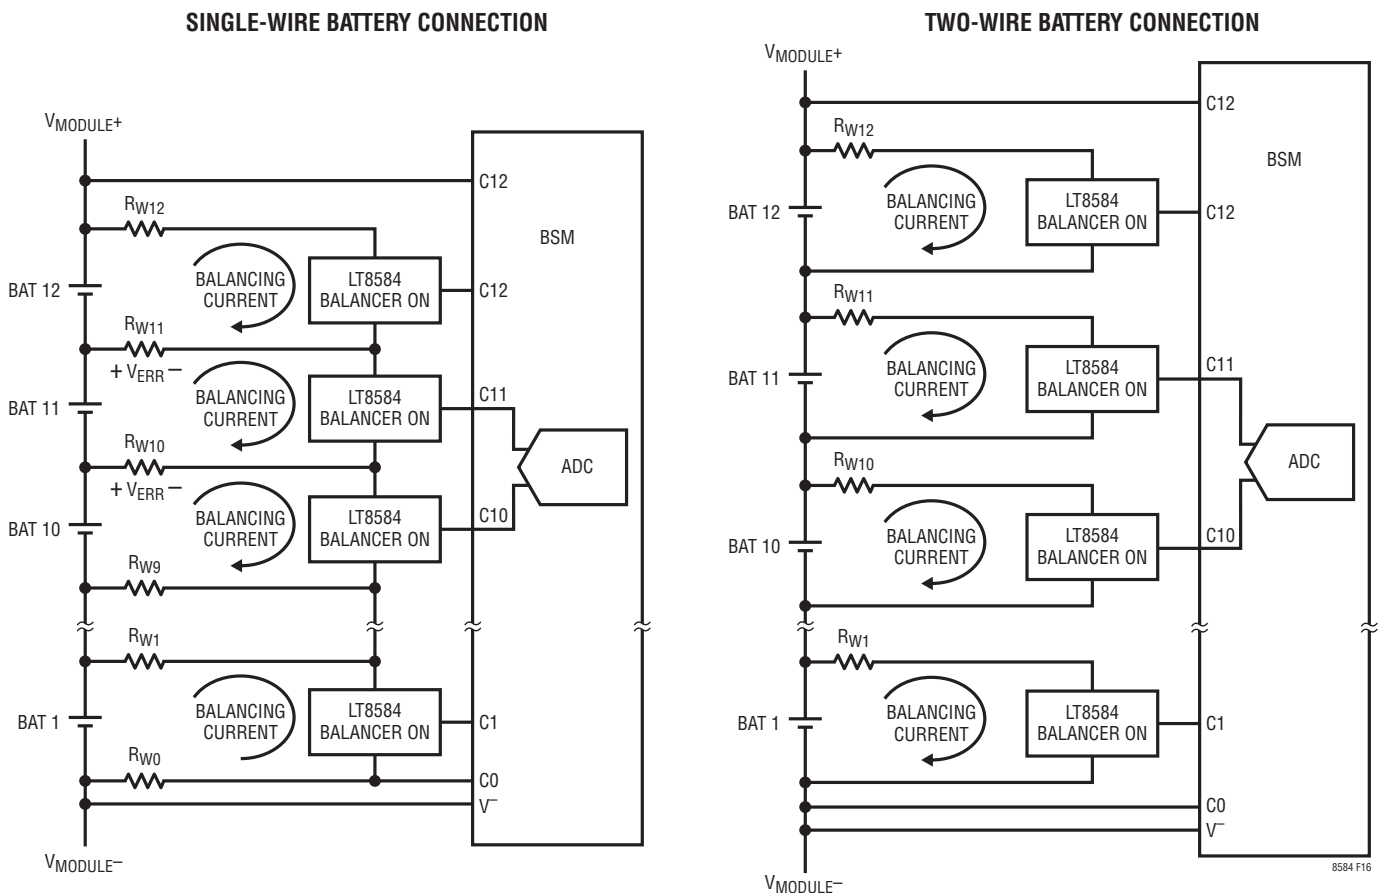 SINGLE-WIRE BATTERY CONNECTION
VMODULE+
C12
RW12
BSM
BALANCING
CURRENT
LT8584
BALANCER ON
BAT 12
C12
RW11
+ VERR –
BALANCING
CURRENT
LT8584
BALANCER ON
C11
BAT 11
RW10
+ VERR –
ADC
BALANCING
CURRENT
LT8584
BALANCER ON
C10
BAT 10
RW9
RW1
BALANCING
CURRENT
LT8584
BALANCER ON
BAT 1
C1
RW0
C0
V–
VMODULE–
TWO-WIRE BATTERY CONNECTION
VMODULE+
C12
RW12
BSM
BALANCING
CURRENT
LT8584
BALANCER ON
BAT 12
C12
RW11
BALANCING
CURRENT
LT8584
BALANCER ON
C11
BAT 11
RW10
ADC
BALANCING
CURRENT
LT8584
BALANCER ON
C10
BAT 10
RW1
BALANCING
CURRENT
LT8584
BALANCER ON
BAT 1
C1
C0
V–
VMODULE–
8584 F16